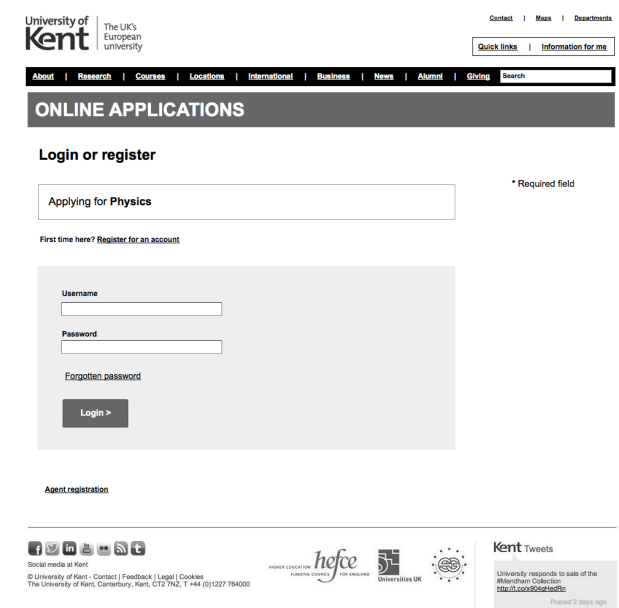 Contact | Maps | Departments
University of Kent
The UK's European university
Quick links | Information for me
About | Research | Courses | Locations | International | Business | News | Alumni | Giving Search
ONLINE APPLICATIONS
Login or register
* Required field
Applying for Physics
First time here? Register for an account
Username
Password
Forgotten password
Login >
Agent registration
Social media at Kent
© University of Kent - Contact | Feedback | Legal | Cookies
The University of Kent, Canterbury, Kent, CT2 7NZ, T +44 (0)1227 764000
HIGHER EDUCATION hefce
FUNDING COUNCIL FOR ENGLAND
Universities UK
Kent Tweets
University responds to sale of the
#Mendham Collection
http://t.co/x904gHedRn
Posted 2 days ago